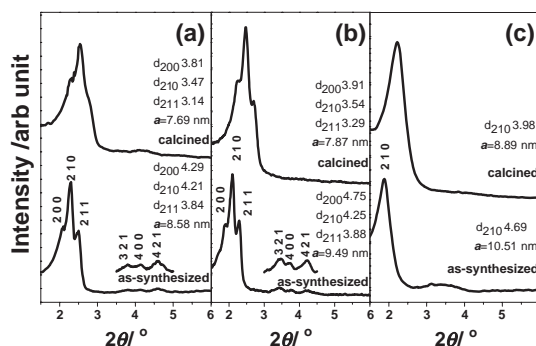 Intensity /arb unit
(a)
d200 3.81
d210 3.47
d211 3.14
a=7.69 nm
calcined
d200 4.29
d210 4.21
d211 3.84
a=8.58 nm
as-synthesized
2 0 0
2 1 0
2 1 1
3 2 1
4 0 0
4 2 1
2 3 4 5 6
2θ/ °
(b)
d200 3.91
d210 3.54
d211 3.29
a=7.87 nm
calcined
d200 4.75
d210 4.25
d211 3.88
a=9.49 nm
as-synthesized
2 0 0
2 1 0
2 1 1
3 2 1
4 0 0
4 2 1
2 3 4 5 6
2θ/ °
(c)
d210 3.98
a=8.89 nm
calcined
2 1 0
d210 4.69
a=10.51 nm
as-synthesized
2 3 4 5 6
2θ/ °